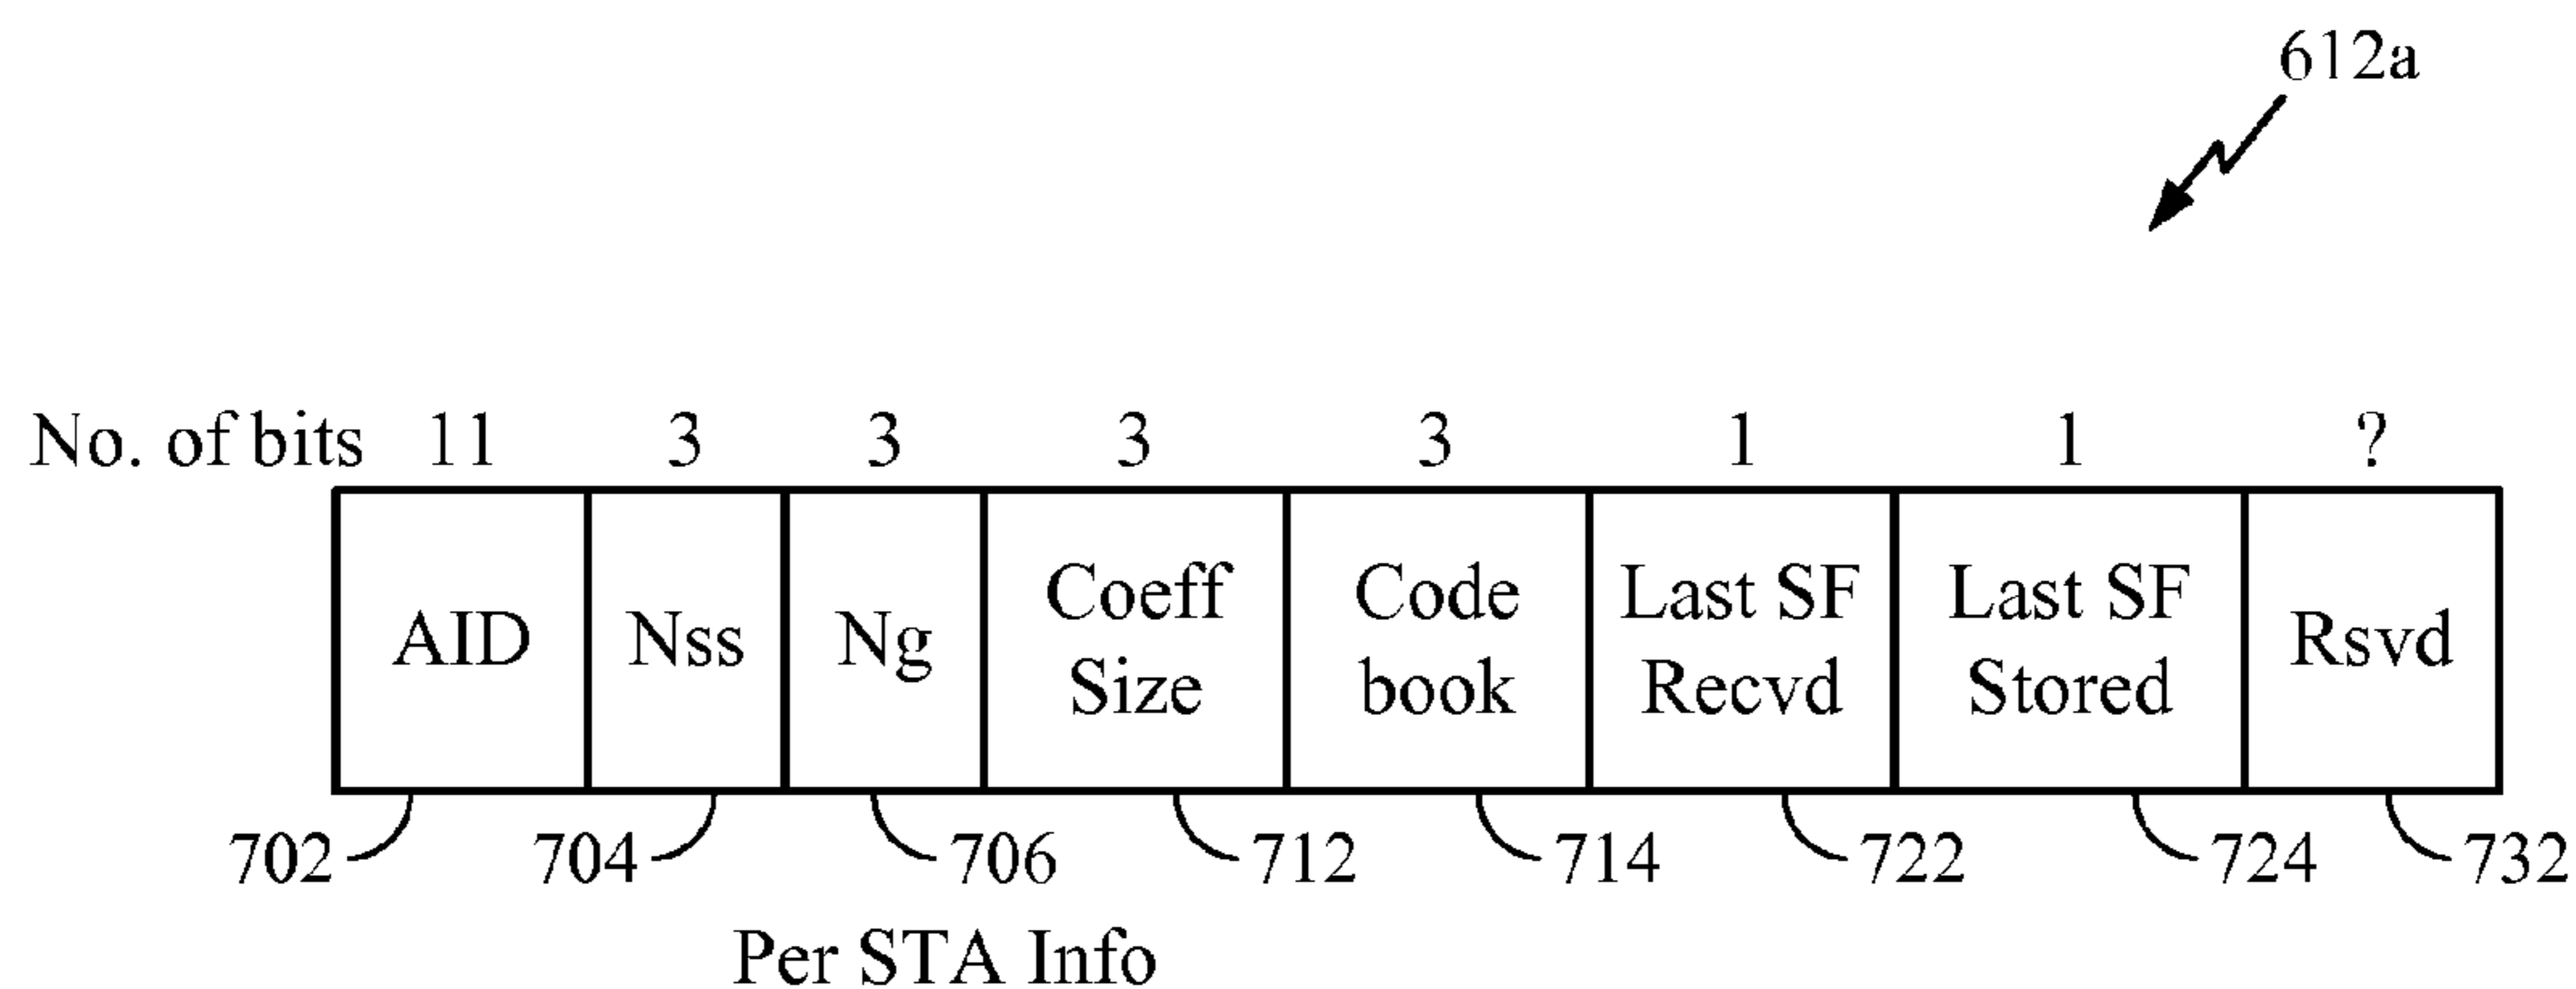 612a
No. of bits 11 3 3 3 3 1 1 ?
AID Nss Ng Coeff Size Code book Last SF Recvd Last SF Stored Rsvd
702 704 706 712 714 722 724 732
Per STA Info